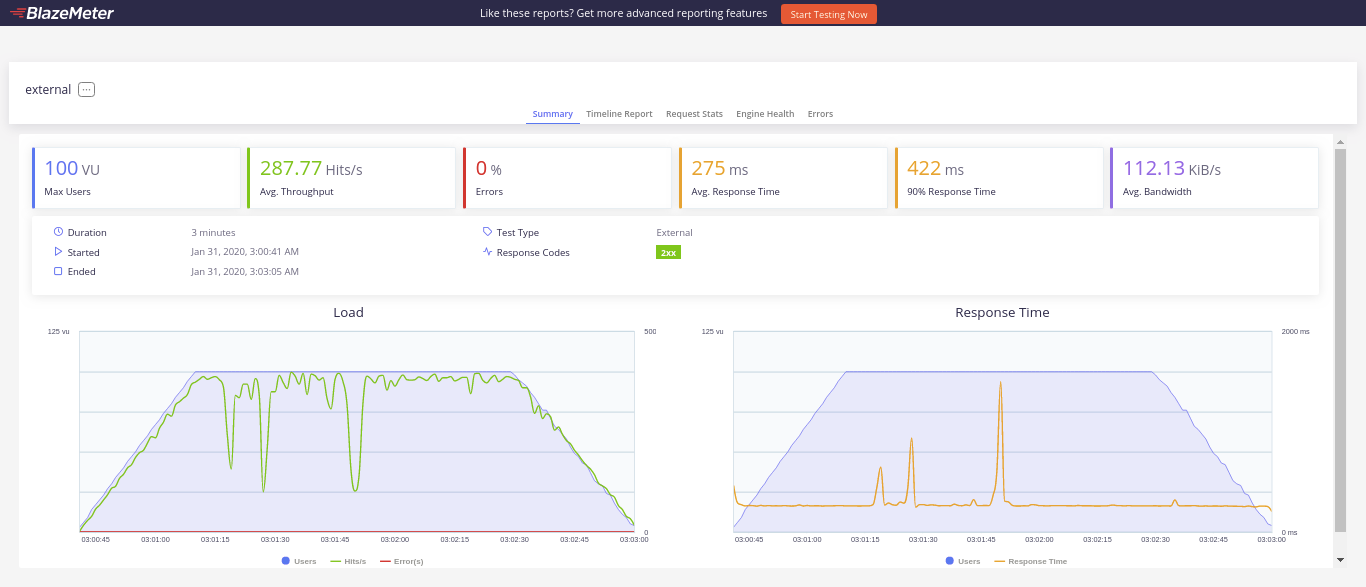 BlazeMeter Like these reports? Get more advanced reporting features Start Testing Now
external ...
Summary Timeline Report Request Stats Engine Health Errors
100 VU 287.77 Hits/s 0 % 275 ms 422 ms 112.13 KiB/s
Max Users Avg. Throughput Errors Avg. Response Time 90% Response Time Avg. Bandwidth
Duration 3 minutes Test Type External
Started Jan 31, 2020, 3:00:41 AM Response Codes 2xx
Ended Jan 31, 2020, 3:03:05 AM
Load Response Time
125 vu 500 125 vu 2000 ms
0 0 ms
03:00:45 03:01:00 03:01:15 03:01:30 03:01:45 03:02:00 03:02:15 03:02:30 03:02:45 03:03:00 03:00:45 03:01:00 03:01:15 03:01:30 03:01:45 03:02:00 03:02:15 03:02:30 03:02:45 03:03:00
Users Hits/s Error(s) Users Response Time